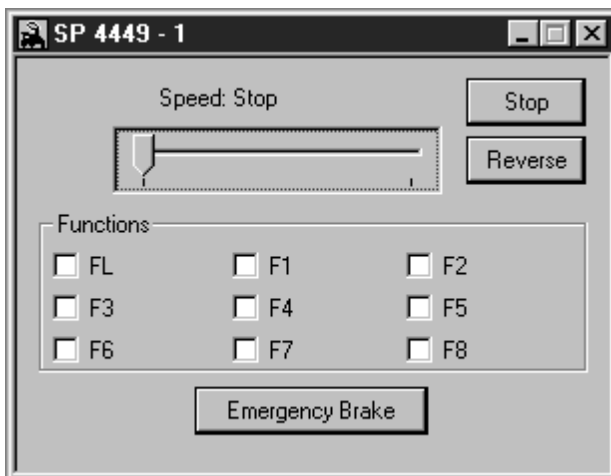 SP 4449 - 1
Speed: Stop
Stop
Reverse
Functions
FL F1 F2
F3 F4 F5
F6 F7 F8
Emergency Brake